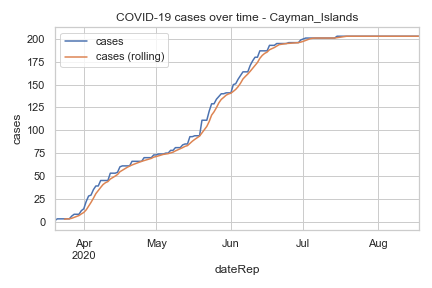 COVID-19 cases over time - Cayman_Islands
cases
cases (rolling)
200
175
150
125
100
75
50
25
0
cases
Apr
2020
May
Jun
Jul
Aug
dateRep